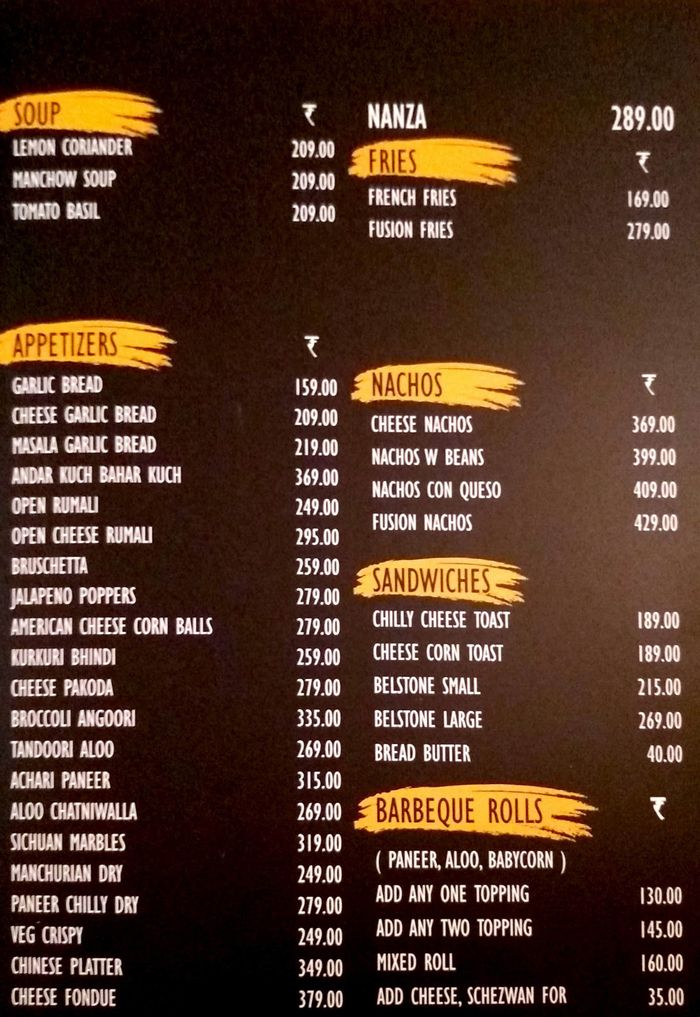 SOUP ₹
LEMON CORIANDER 209.00
MANCHOW SOUP 209.00
TOMATO BASIL 209.00
APPETIZERS ₹
GARLIC BREAD 159.00
CHEESE GARLIC BREAD 209.00
MASALA GARLIC BREAD 219.00
ANDAR KUCH BAHAR KUCH 369.00
OPEN RUMALI 249.00
OPEN CHEESE RUMALI 295.00
BRUSCHETTA 259.00
JALAPENO POPPERS 279.00
AMERICAN CHEESE CORN BALLS 279.00
KURKURI BHINDI 259.00
CHEESE PAKODA 279.00
BROCCOLI ANGOORI 335.00
TANDOORI ALOO 269.00
ACHARI PANEER 315.00
ALOO CHATNIWALLA 269.00
SICHUAN MARBLES 319.00
MANCHURIAN DRY 249.00
PANEER CHILLY DRY 279.00
VEG CRISPY 249.00
CHINESE PLATTER 349.00
CHEESE FONDUE 379.00
NANZA 289.00
FRIES ₹
FRENCH FRIES 169.00
FUSION FRIES 279.00
NACHOS ₹
CHEESE NACHOS 369.00
NACHOS W BEANS 399.00
NACHOS CON QUESO 409.00
FUSION NACHOS 429.00
SANDWICHES
CHILLY CHEESE TOAST 189.00
CHEESE CORN TOAST 189.00
BELSTONE SMALL 215.00
BELSTONE LARGE 269.00
BREAD BUTTER 40.00
BARBEQUE ROLLS ₹
( PANEER, ALOO, BABYCORN )
ADD ANY ONE TOPPING 130.00
ADD ANY TWO TOPPING 145.00
MIXED ROLL 160.00
ADD CHEESE, SCHEZWAN FOR 35.00